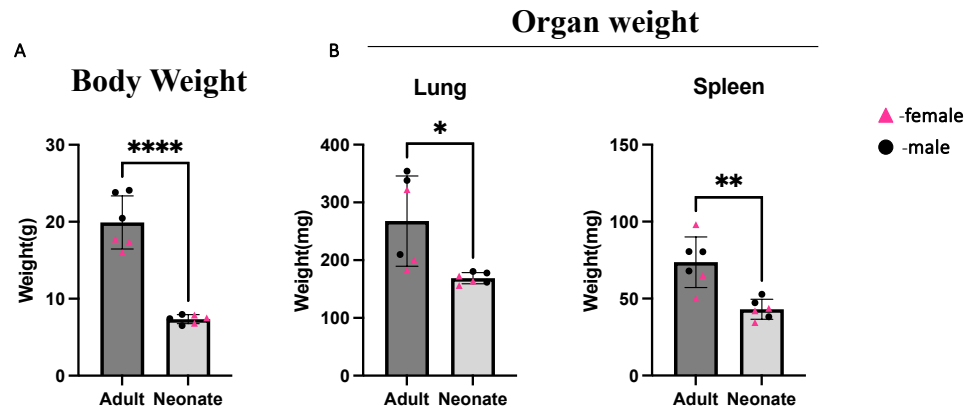 Organ weight
A
B
Body Weight
Lung
Spleen
-female
-male
Weight(g)
30
20
10
0
****
Adult Neonate
Weight(mg)
400
300
200
100
0
*
Adult Neonate
Weight(mg)
150
100
50
0
**
Adult Neonate